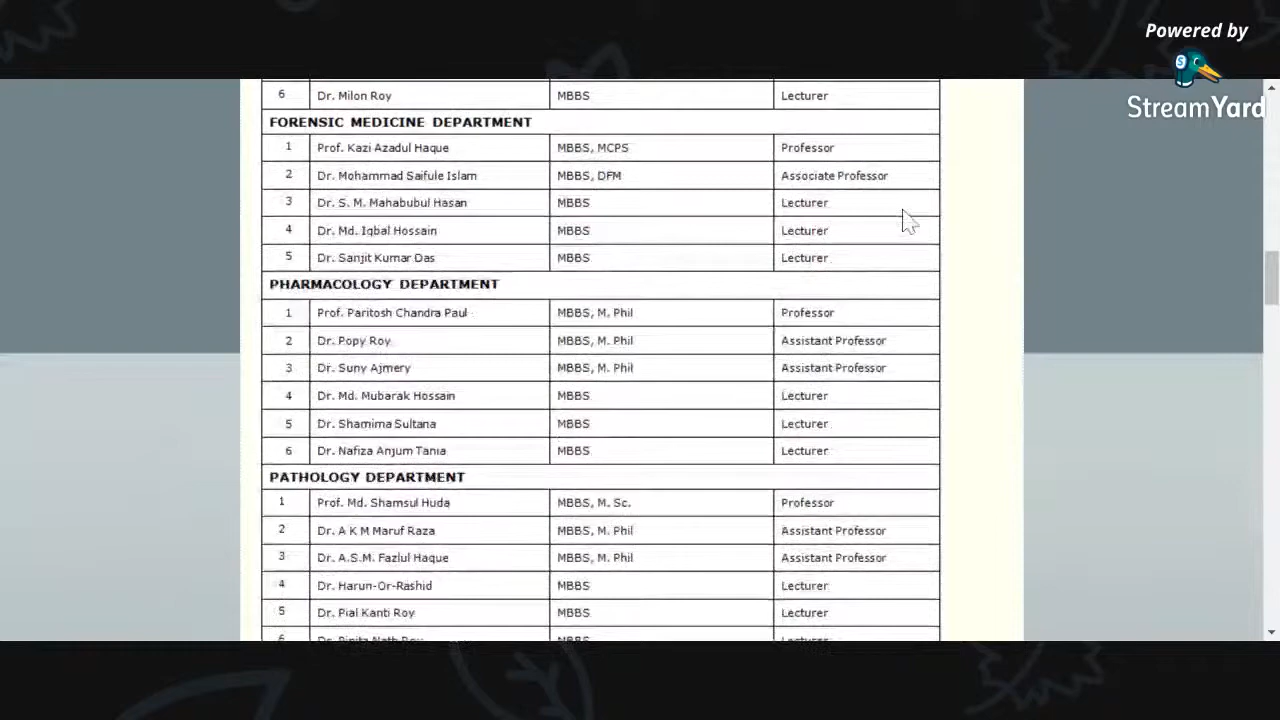 Powered by
StreamYard
6 Dr. Milon Roy MBBS Lecturer
FORENSIC MEDICINE DEPARTMENT
1 Prof. Kazi Azadul Haque MBBS, MCPS Professor
2 Dr. Mohammad Saifule Islam MBBS, DFM Associate Professor
3 Dr. S. M. Mahabubul Hasan MBBS Lecturer
4 Dr. Md. Iqbal Hossain MBBS Lecturer
5 Dr. Sanjit Kumar Das MBBS Lecturer
PHARMACOLOGY DEPARTMENT
1 Prof. Paritosh Chandra Paul MBBS, M. Phil Professor
2 Dr. Popy Roy MBBS, M. Phil Assistant Professor
3 Dr. Suny Ajmery MBBS, M. Phil Assistant Professor
4 Dr. Md. Mubarak Hossain MBBS Lecturer
5 Dr. Shamima Sultana MBBS Lecturer
6 Dr. Nafiza Anjum Tania MBBS Lecturer
PATHOLOGY DEPARTMENT
1 Prof. Md. Shamsul Huda MBBS, M. Sc. Professor
2 Dr. A K M Maruf Raza MBBS, M. Phil Assistant Professor
3 Dr. A.S.M. Fazlul Haque MBBS, M. Phil Assistant Professor
4 Dr. Harun-Or-Rashid MBBS Lecturer
5 Dr. Pial Kanti Roy MBBS Lecturer
6 Dr. MBBS Lecturer